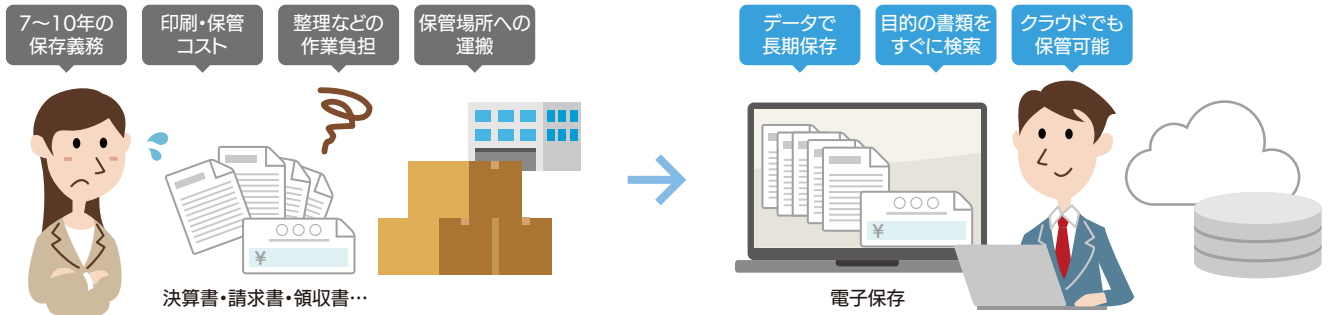 7〜10年の
保存義務
印刷・保管
コスト
整理などの
作業負担
保管場所への
運搬
データで
長期保存
目的の書類を
すぐに検索
クラウドでも
保管可能
¥
¥
決算書・請求書・領収書…
電子保存